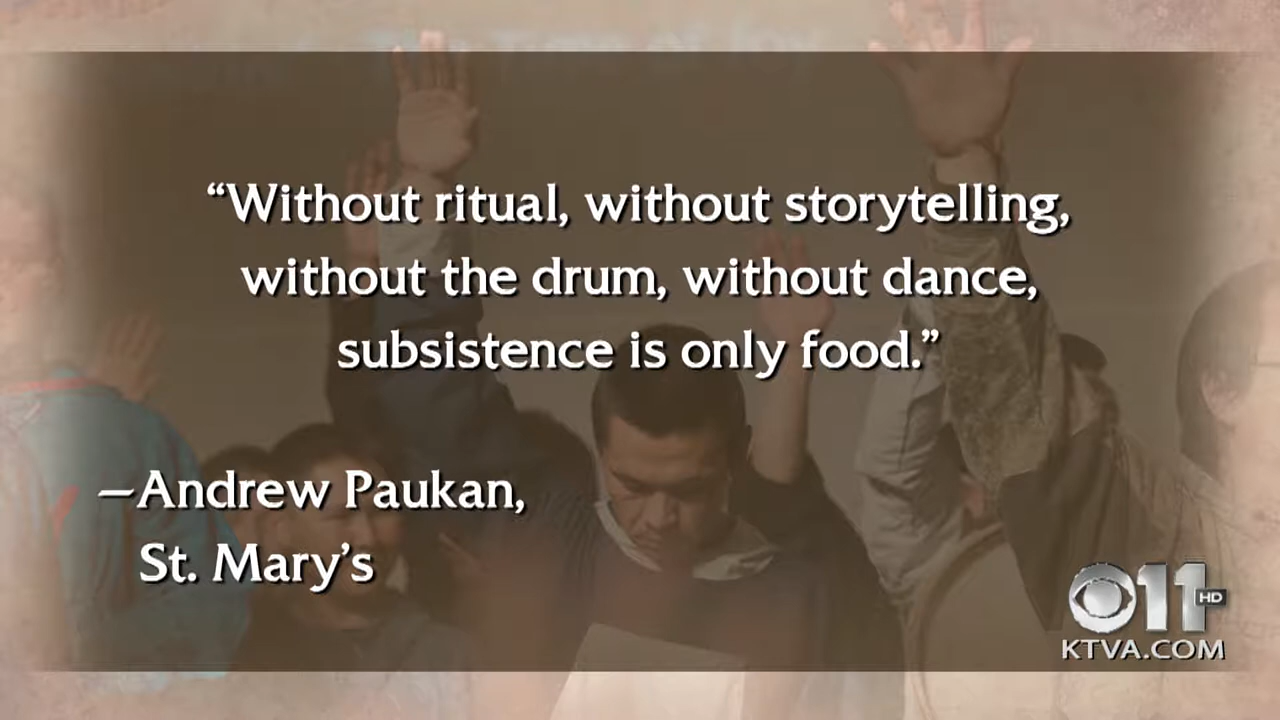 “Without ritual, without storytelling,
without the drum, without dance,
subsistence is only food.”
—Andrew Paukan,
St. Mary’s
11 HD
KTVA.COM